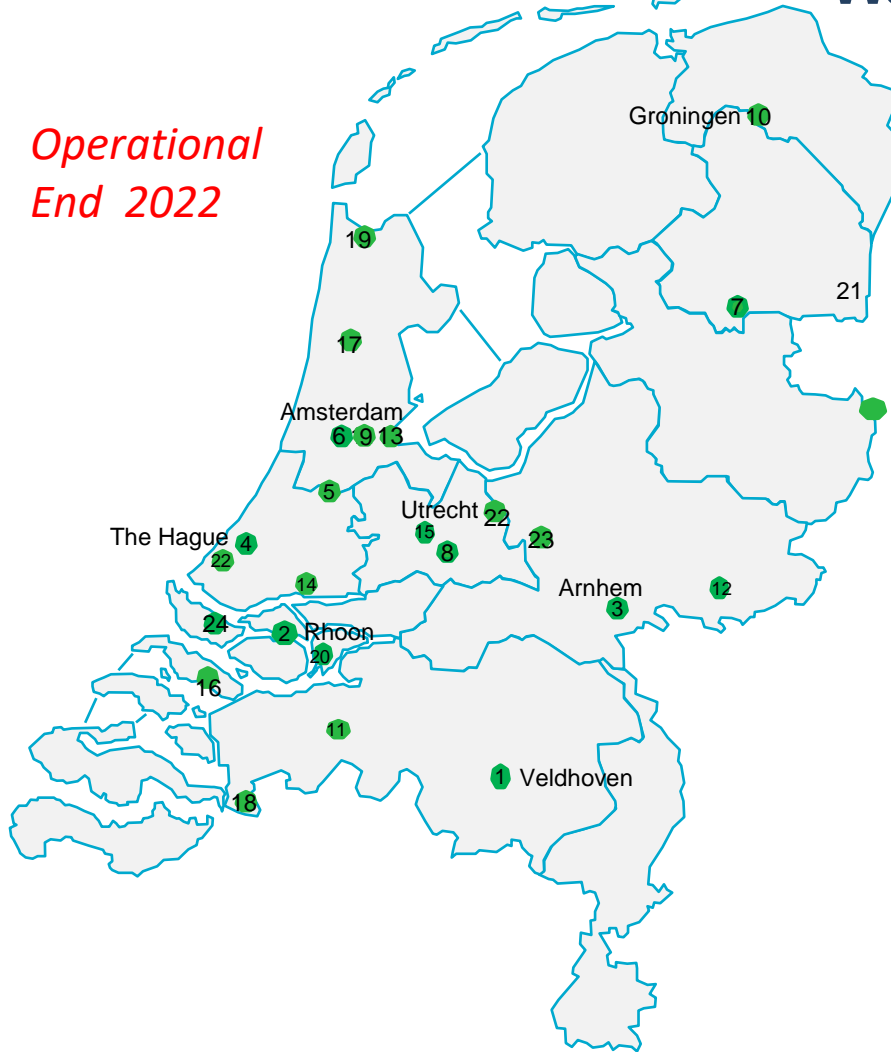 Operational
End 2022
Groningen 10
19
21
7
17
Amsterdam
6 19 13
5
Utrecht 22
15
The Hague 4
8
23
22
14
Arnhem
12
3
24
2 Rhoon
20
16
11
1 Veldhoven
18